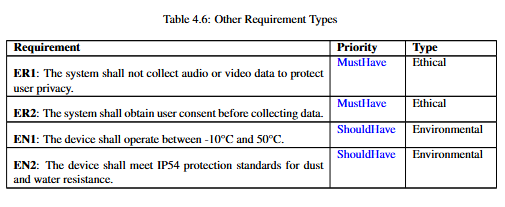 Table 4.6: Other Requirement Types
Requirement Priority Type
ER1: The system shall not collect audio or video data to protect user privacy. MustHave Ethical
ER2: The system shall obtain user consent before collecting data. MustHave Ethical
EN1: The device shall operate between -10°C and 50°C. ShouldHave Environmental
EN2: The device shall meet IP54 protection standards for dust and water resistance. ShouldHave Environmental